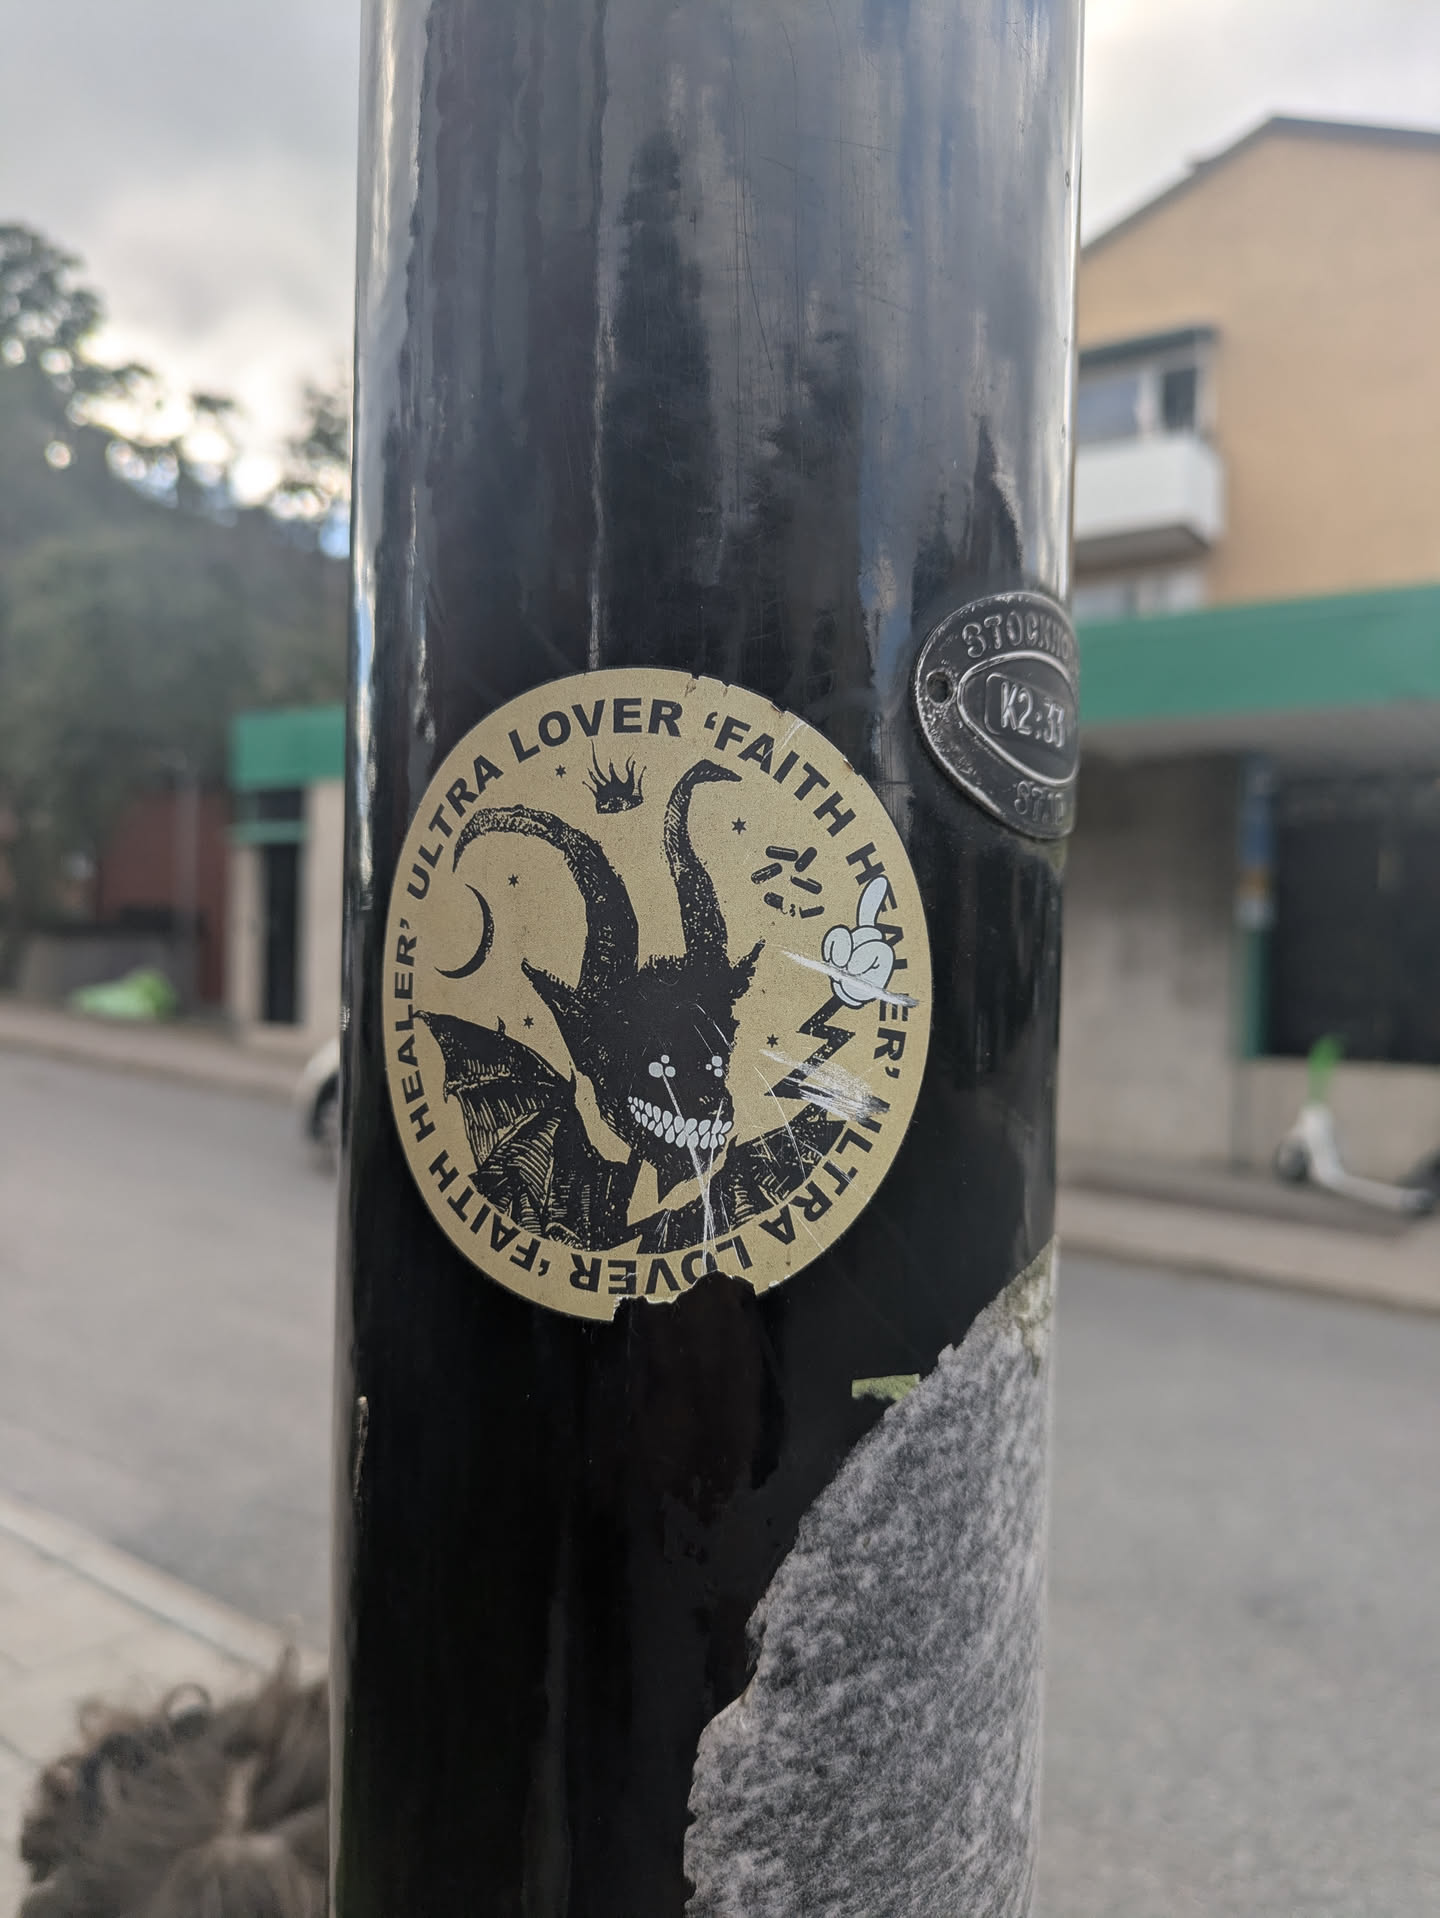 ULTRA LOVER 'FAITH HEALER' ULTRA LOVER 'FAITH HEALER'
K2:33